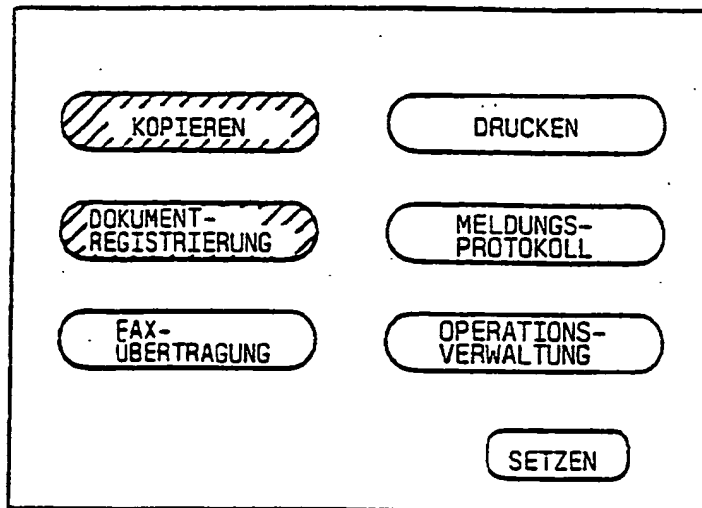 KOPIEREN
DRUCKEN
DOKUMENT-
REGISTRIERUNG
MELDUNGS-
PROTOKOLL
FAX-
ÜBERTRAGUNG
OPERATIONS-
VERWALTUNG
SETZEN